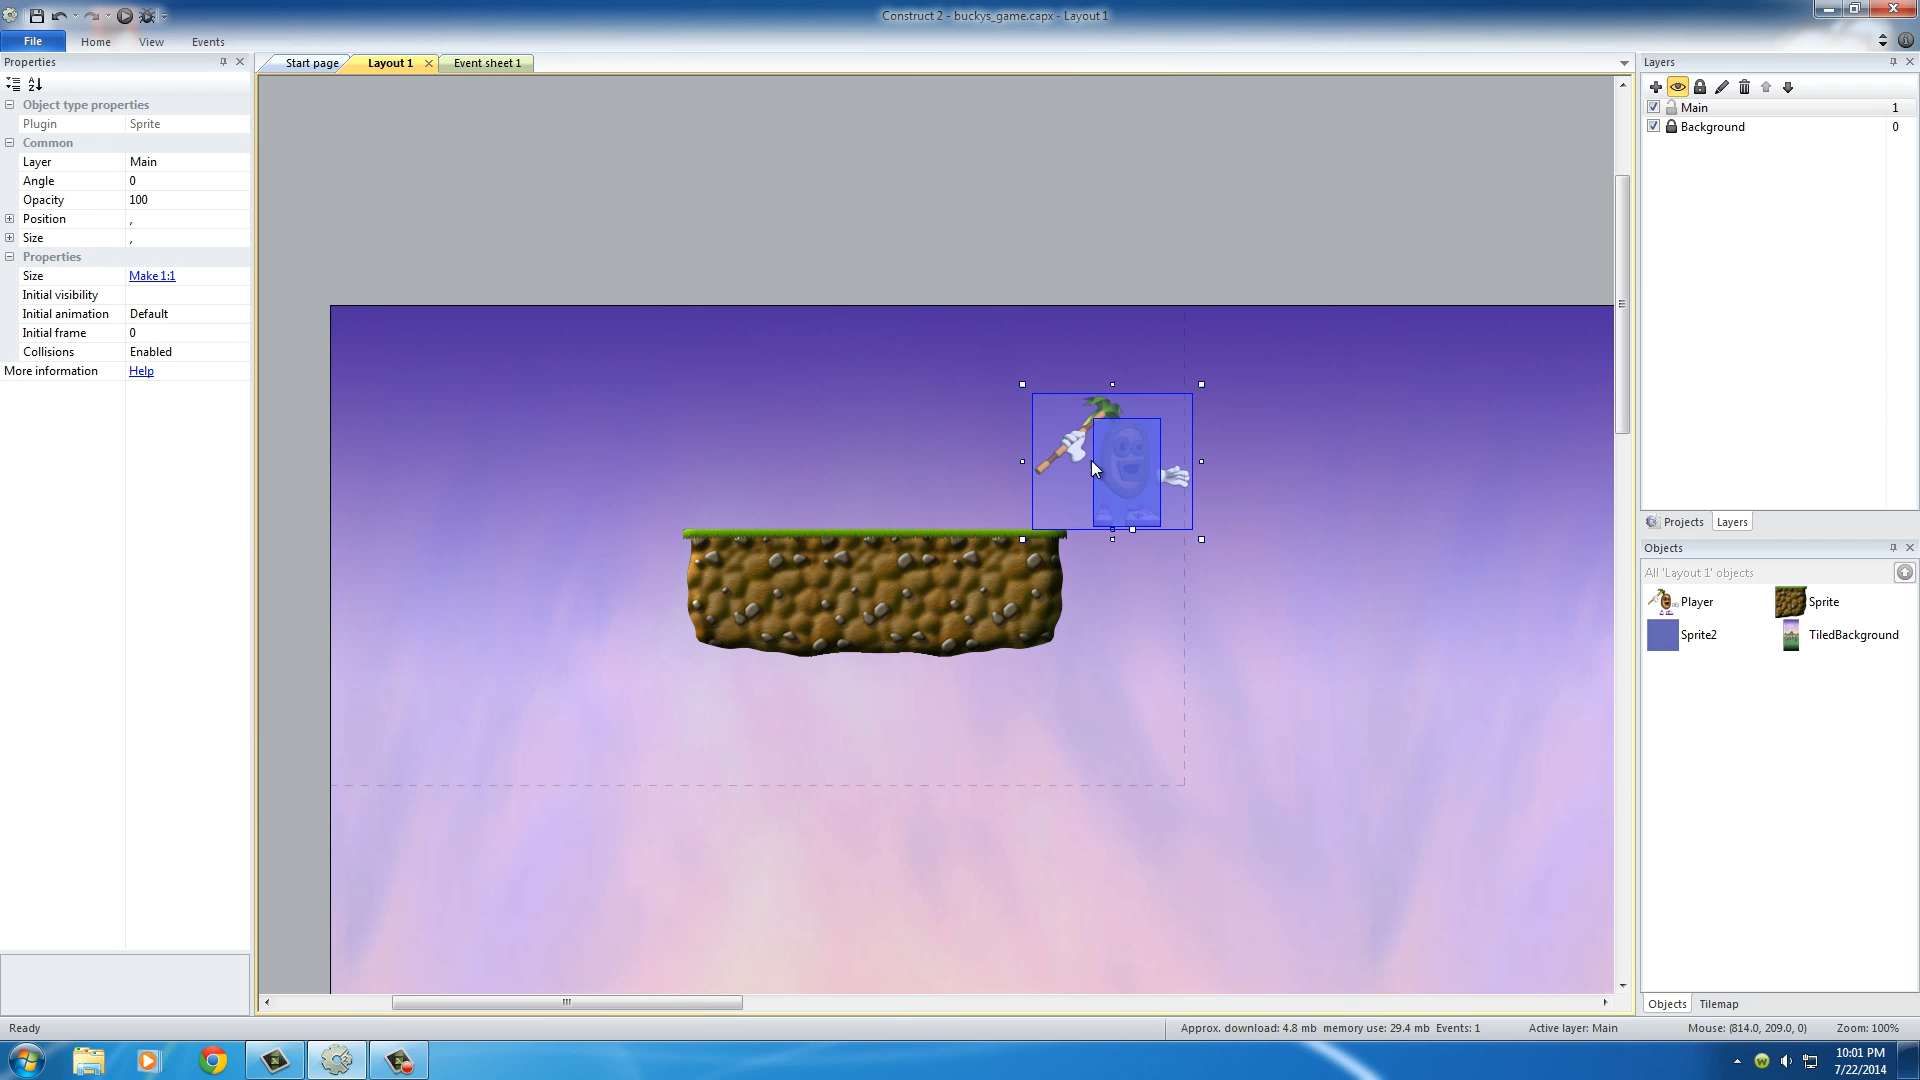 Construct 2 - buckys_game.capx - Layout 1
File Home View Events
Properties
Object type properties
Plugin Sprite
Common
Layer Main
Angle 0
Opacity 100
Position ,
Size ,
Properties
Size Make 1:1
Initial visibility
Initial animation Default
Initial frame 0
Collisions Enabled
More information Help
Start page Layout 1 Event sheet 1
Layers
Main 1
Background 0
Projects Layers
Objects
All 'Layout 1' objects
Player Sprite
Sprite2 TiledBackground
Objects Tilemap
Ready Approx. download: 4.8 mb memory use: 29.4 mb Events: 1 Active layer: Main Mouse: (814.0, 209.0, 0) Zoom: 100%
10:01 PM
7/22/2014